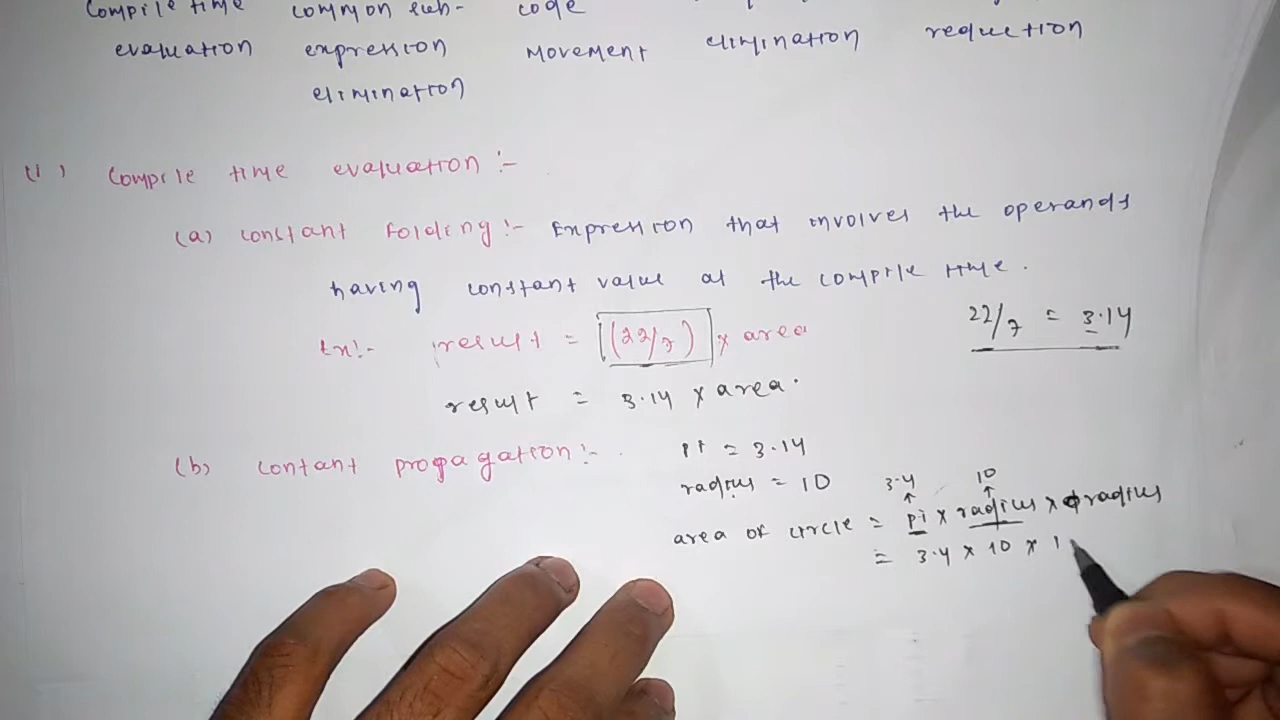 compile time common sub- code
evaluation expression movement elimination reduction
elimination
(1) compile time evaluation :-
(a) constant folding :- Expression that involves the operands
having constant value at the compile time.
Ex:- result = (22/7) x area
22/7 = 3.14
result = 3.14 x area.
(b) contant propagation :-
pi = 3.14
radius = 10
3.4 10
area of circle = pi x radius x radius
= 3.4 x 10 x 1